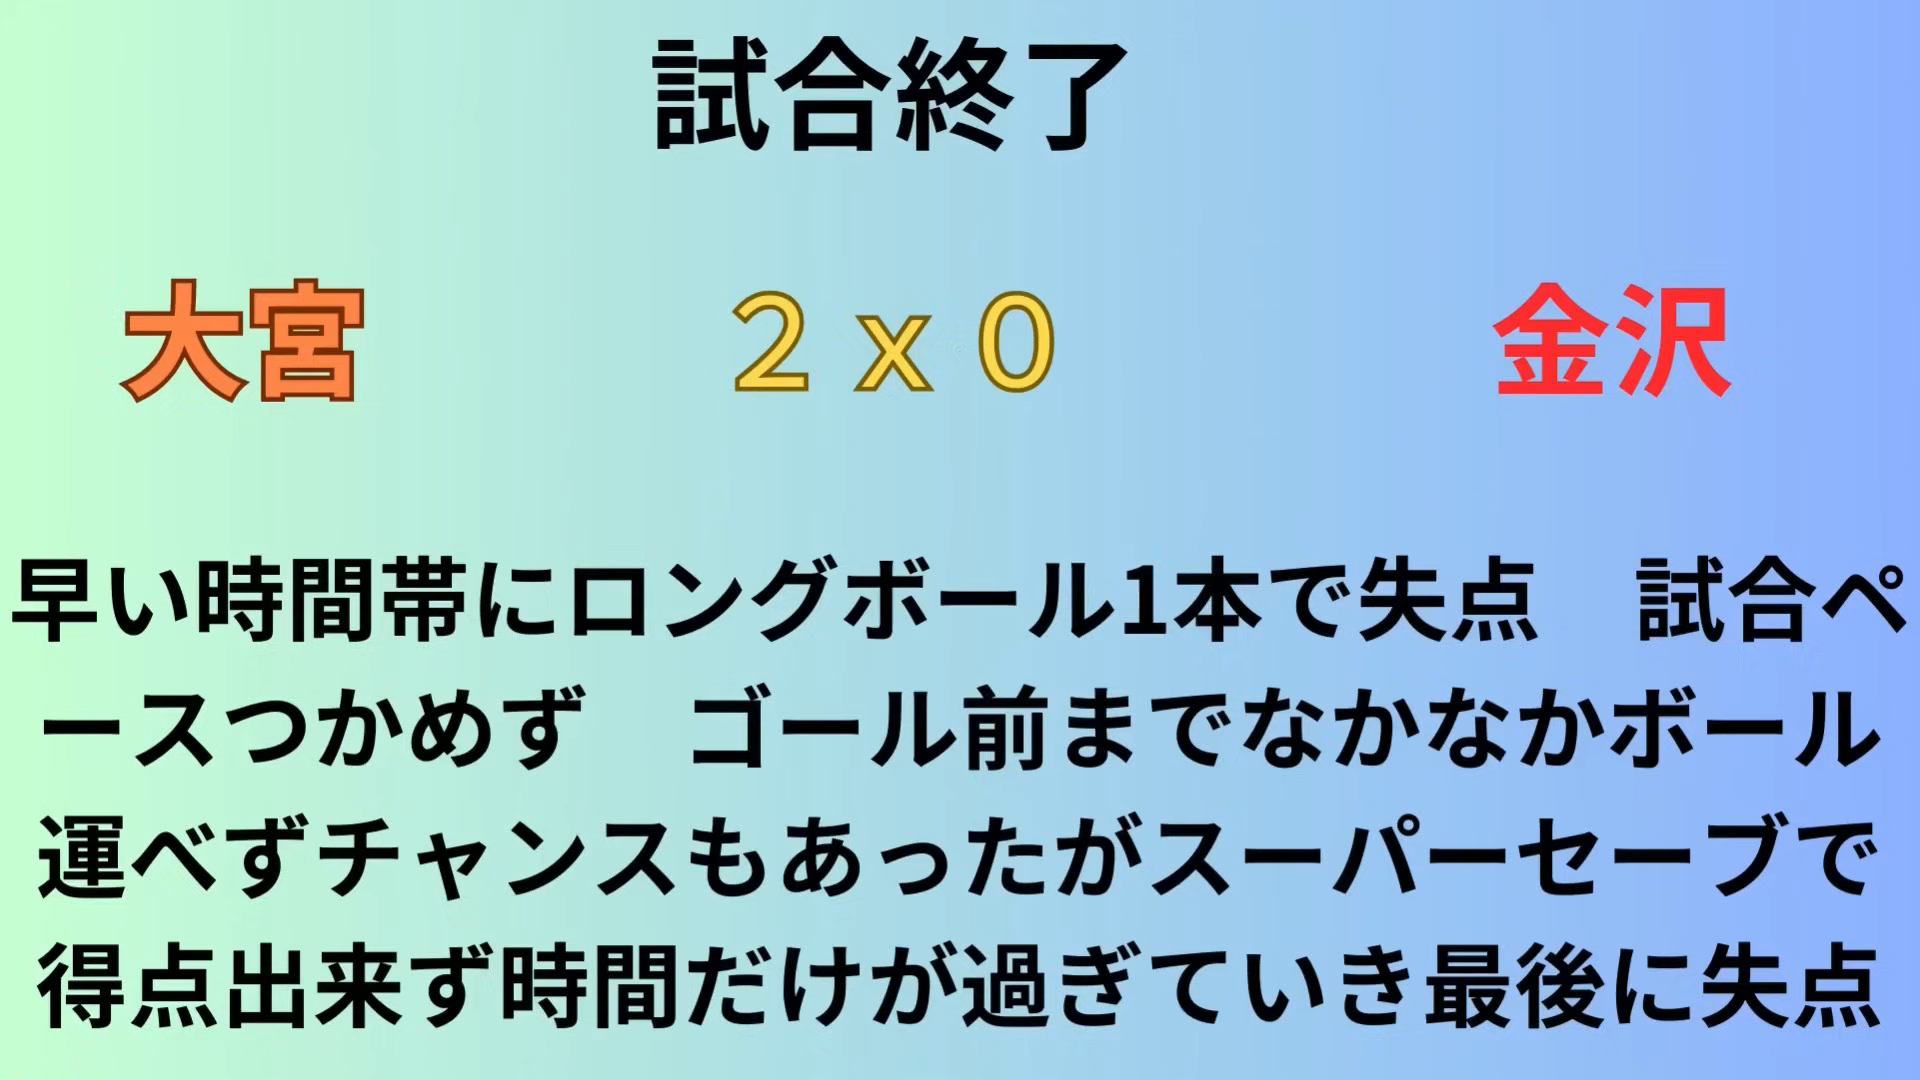 試合終了
大宮 ２ｘ０ 金沢
早い時間帯にロングボール1本で失点　試合ペ
ースつかめず　ゴール前までなかなかボール
運べずチャンスもあったがスーパーセーブで
得点出来ず時間だけが過ぎていき最後に失点